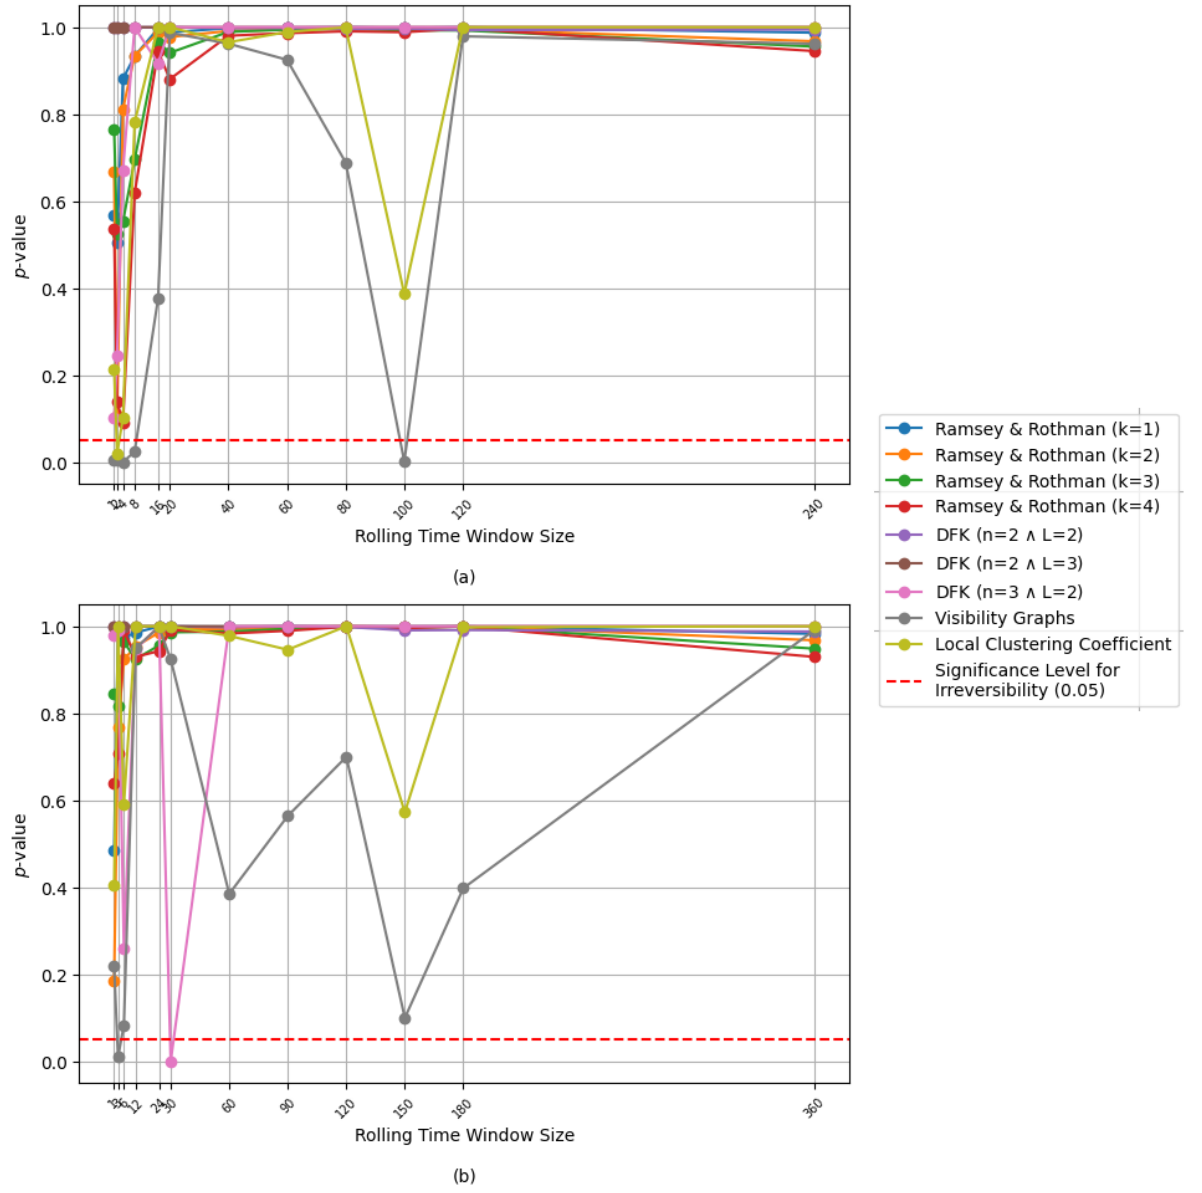 1.0
0.8
0.6
0.4
0.2
0.0
p-value
8 16 20 40 60 80 100 120 240
Rolling Time Window Size
(a)
Ramsey & Rothman (k=1)
Ramsey & Rothman (k=2)
Ramsey & Rothman (k=3)
Ramsey & Rothman (k=4)
DFK (n=2 ∧ L=2)
DFK (n=2 ∧ L=3)
DFK (n=3 ∧ L=2)
Visibility Graphs
Local Clustering Coefficient
Significance Level for
Irreversibility (0.05)
1.0
0.8
0.6
0.4
0.2
0.0
p-value
12 24 30 60 90 120 150 180 360
Rolling Time Window Size
(b)